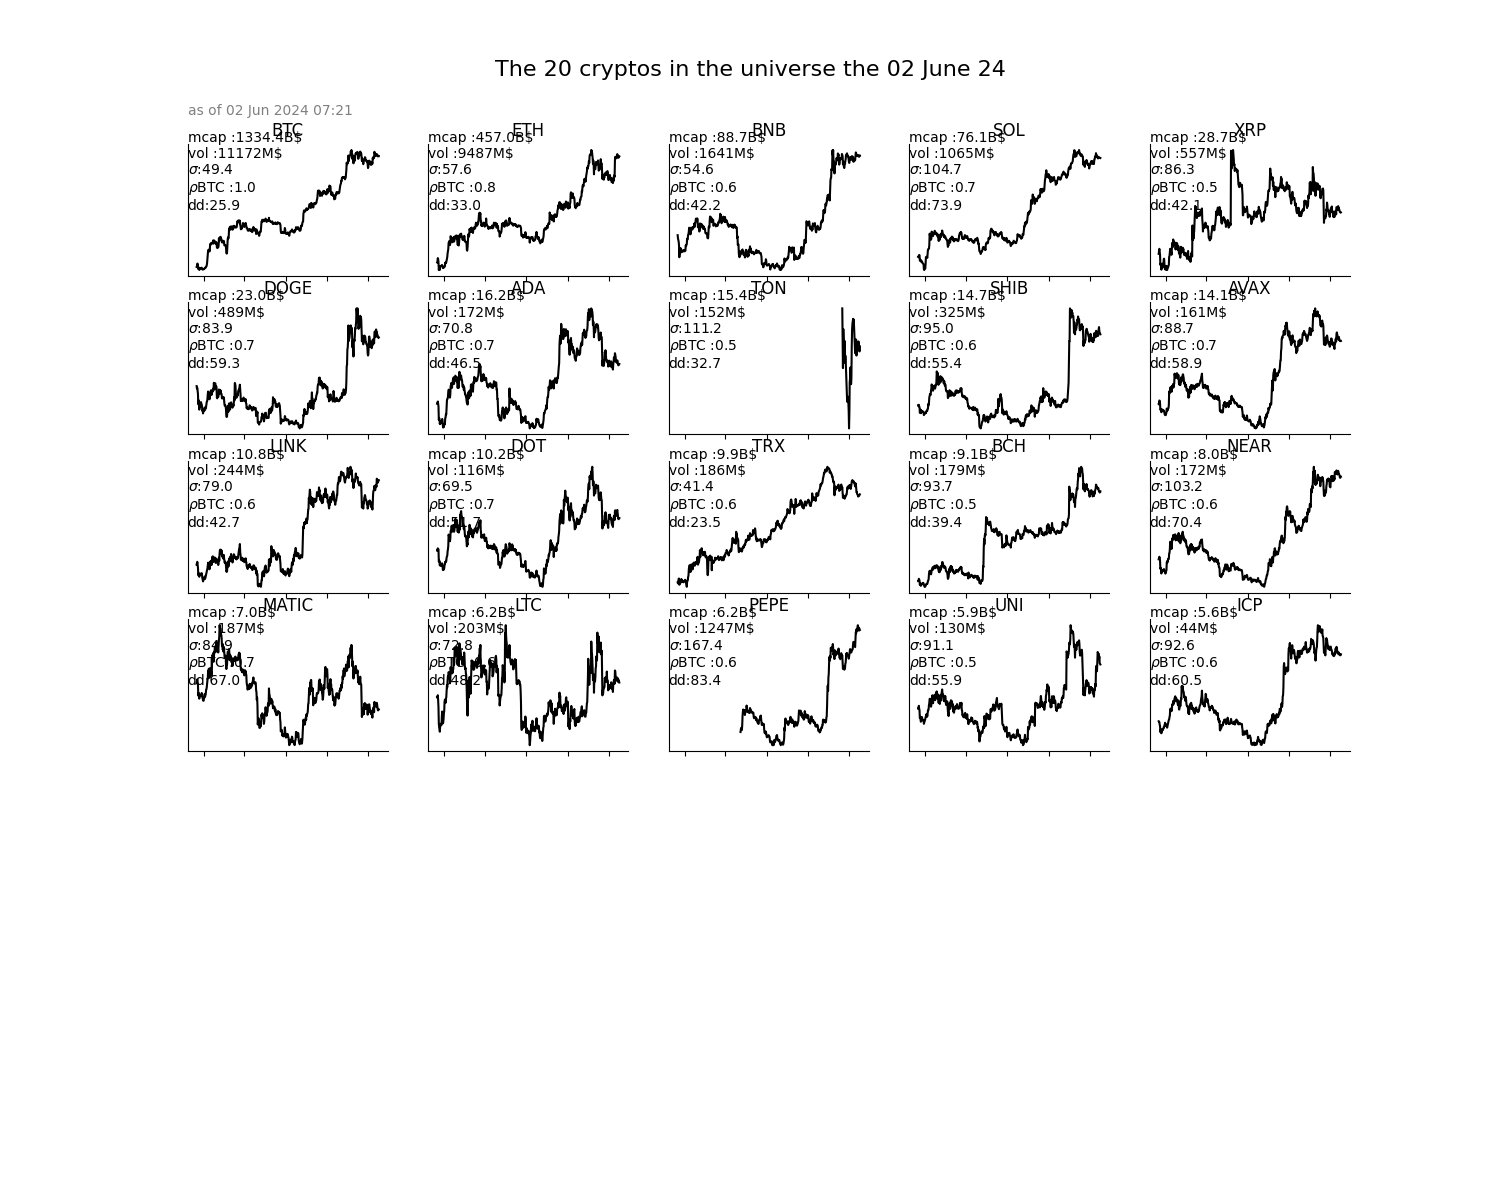 The 20 cryptos in the universe the 02 June 24
as of 02 Jun 2024 07:21
BTC
mcap :1334.4B$
vol :11172M$
σ:49.4
ρBTC :1.0
dd:25.9
ETH
mcap :457.0B$
vol :9487M$
σ:57.6
ρBTC :0.8
dd:33.0
BNB
mcap :88.7B$
vol :1641M$
σ:54.6
ρBTC :0.6
dd:42.2
SOL
mcap :76.1B$
vol :1065M$
σ:104.7
ρBTC :0.7
dd:73.9
XRP
mcap :28.7B$
vol :557M$
σ:86.3
ρBTC :0.5
dd:42.1
DOGE
mcap :23.0B$
vol :489M$
σ:83.9
ρBTC :0.7
dd:59.3
ADA
mcap :16.2B$
vol :172M$
σ:70.8
ρBTC :0.7
dd:46.5
TON
mcap :15.4B$
vol :152M$
σ:111.2
ρBTC :0.5
dd:32.7
SHIB
mcap :14.7B$
vol :325M$
σ:95.0
ρBTC :0.6
dd:55.4
AVAX
mcap :14.1B$
vol :161M$
σ:88.7
ρBTC :0.7
dd:58.9
LINK
mcap :10.8B$
vol :244M$
σ:79.0
ρBTC :0.6
dd:42.7
DOT
mcap :10.2B$
vol :116M$
σ:69.5
ρBTC :0.7
TRX
mcap :9.9B$
vol :186M$
σ:41.4
ρBTC :0.6
dd:23.5
BCH
mcap :9.1B$
vol :179M$
σ:93.7
ρBTC :0.5
dd:39.4
NEAR
mcap :8.0B$
vol :172M$
σ:103.2
ρBTC :0.6
dd:70.4
MATIC
mcap :7.0B$
vol :187M$
σ:84.9
ρBTC :0.7
dd:67.0
LTC
mcap :6.2B$
vol :203M$
σ:72.8
dd:48.2
PEPE
mcap :6.2B$
vol :1247M$
σ:167.4
ρBTC :0.6
dd:83.4
UNI
mcap :5.9B$
vol :130M$
σ:91.1
ρBTC :0.5
dd:55.9
ICP
mcap :5.6B$
vol :44M$
σ:92.6
ρBTC :0.6
dd:60.5